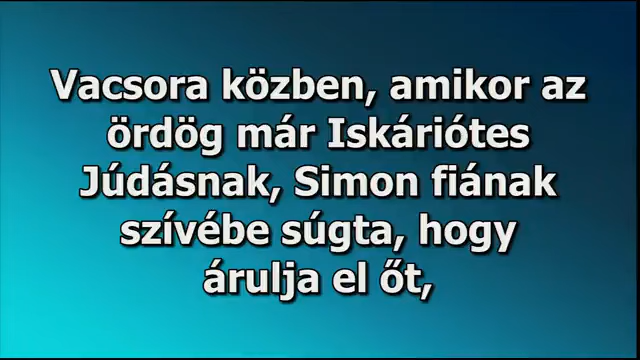 Vacsora közben, amikor az
ördög már Iskáriótes
Júdásnak, Simon fiának
szívébe súgta, hogy
árulja el őt,